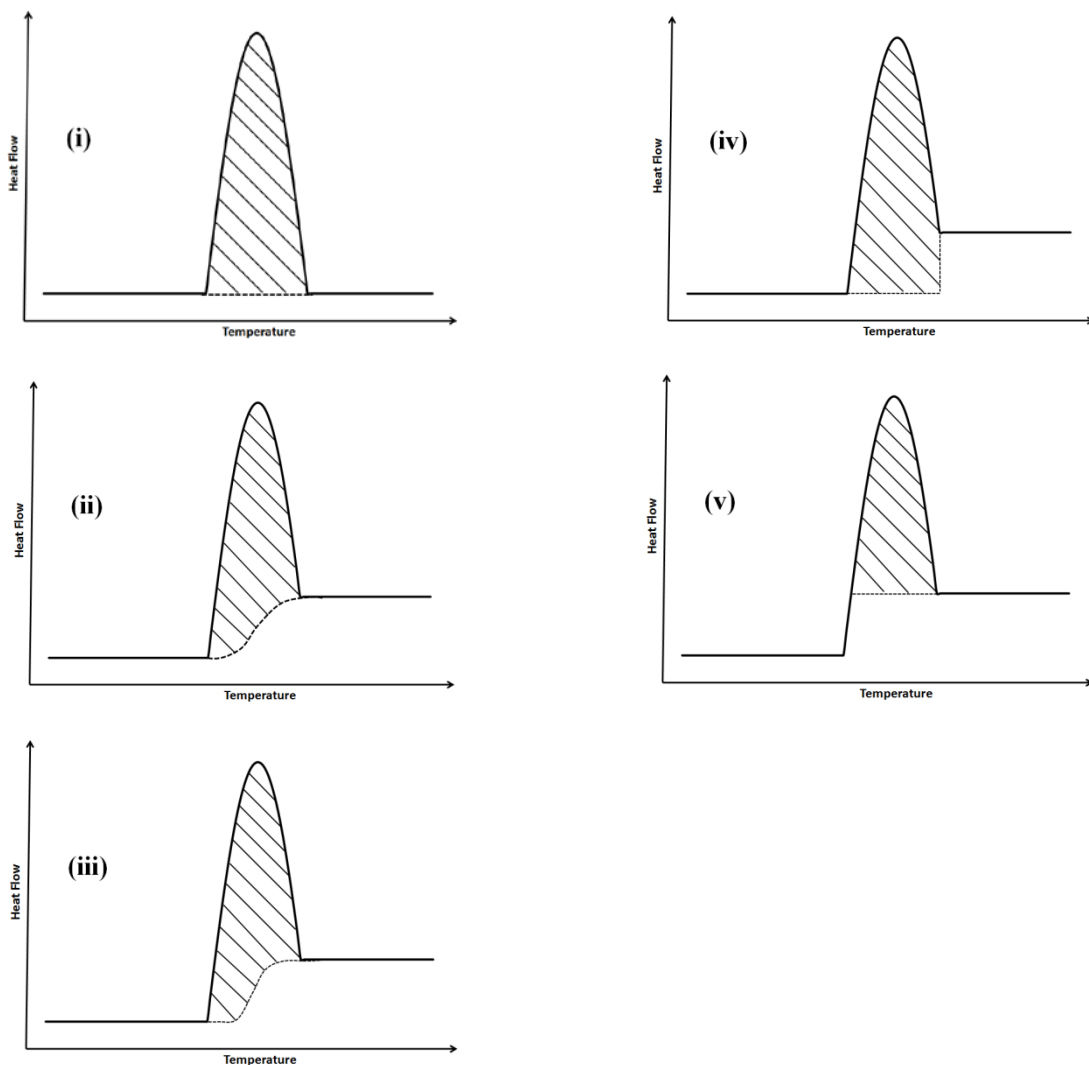 (i)
Heat Flow
Temperature
(iv)
Heat Flow
Temperature
(ii)
Heat Flow
Temperature
(v)
Heat Flow
Temperature
(iii)
Heat Flow
Temperature